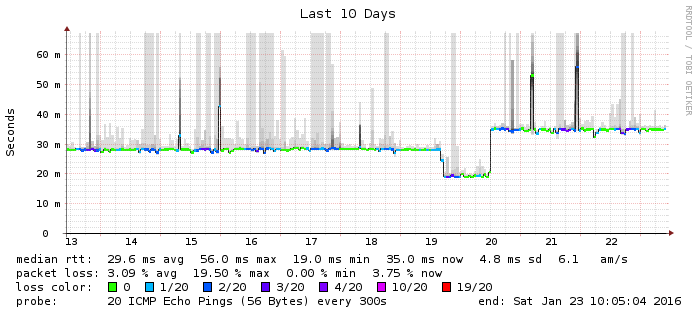 Last 10 Days
RRDTOOL / TOBI OETIKER
Seconds
60 m
50 m
40 m
30 m
20 m
10 m
0
13 14 15 16 17 18 19 20 21 22
median rtt: 29.6 ms avg 56.0 ms max 19.0 ms min 35.0 ms now 4.8 ms sd 6.1 am/s
packet loss: 3.09 % avg 19.50 % max 0.00 % min 3.75 % now
loss color: 0 1/20 2/20 3/20 4/20 10/20 19/20
probe: 20 ICMP Echo Pings (56 Bytes) every 300s end: Sat Jan 23 10:05:04 2016